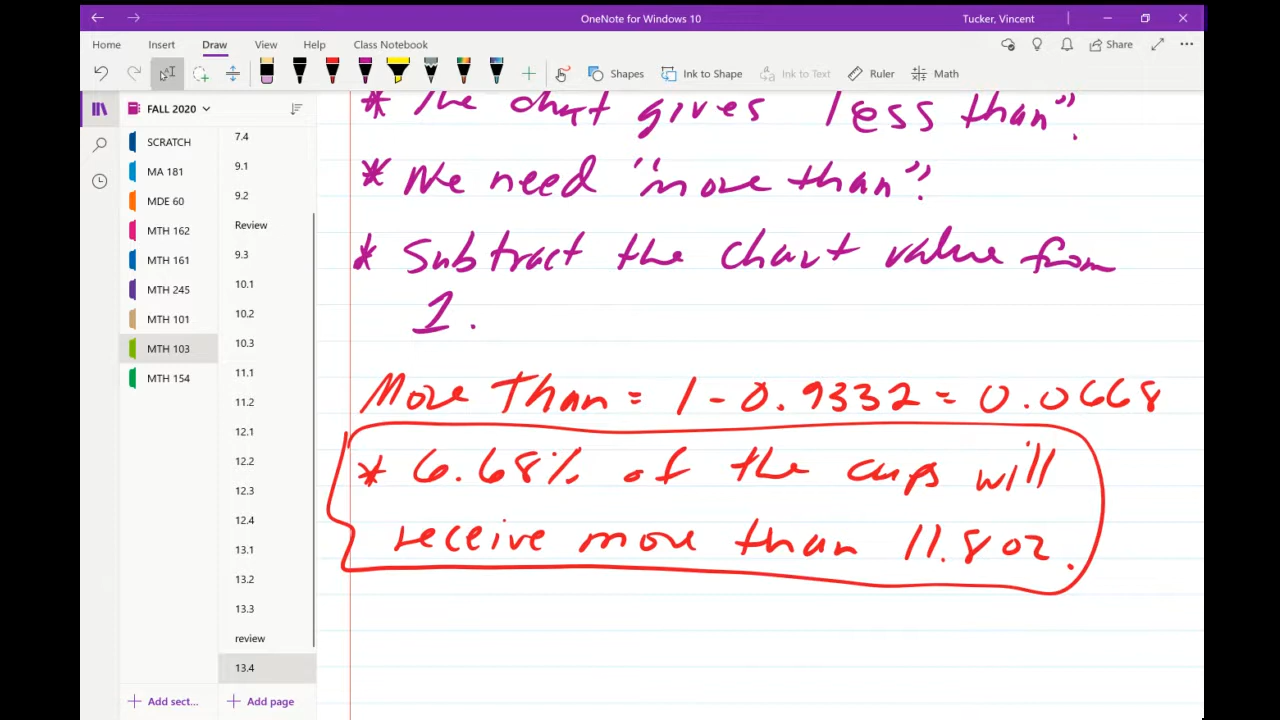 OneNote for Windows 10
Tucker, Vincent
Home Insert Draw View Help Class Notebook
Share
Shapes Ink to Shape Ink to Text Ruler Math
FALL 2020
SCRATCH
MA 181
MDE 60
MTH 162
MTH 161
MTH 245
MTH 101
MTH 103
MTH 154
Add sect...
7.4
9.1
9.2
Review
9.3
10.1
10.2
10.3
11.1
11.2
12.1
12.2
12.3
12.4
13.1
13.2
13.3
review
13.4
Add page
* The chart gives less than".
* We need "more than".
* Subtract the chart value from
1.
More Than = 1 - 0.9332 = 0.0668
* 6.68% of the cups will
receive more than 11.8 oz.